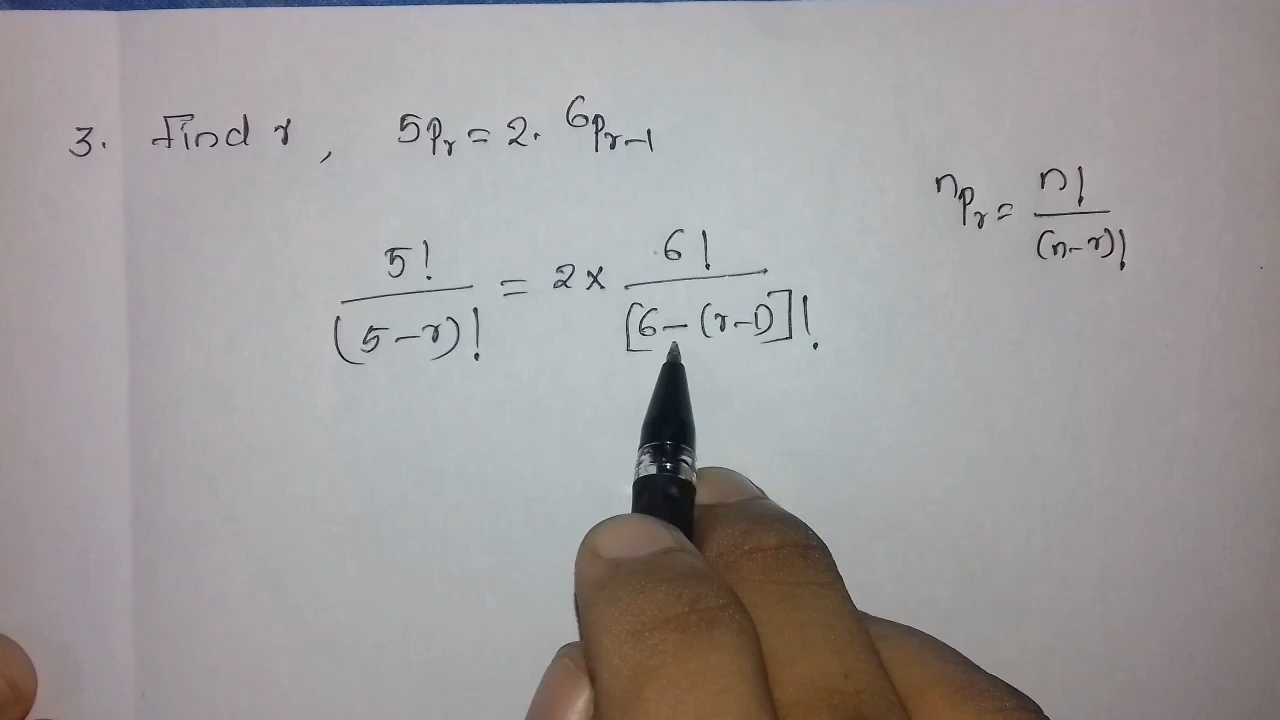 3. Find r, 5Pr = 2. 6Pr-1
nPr = n! / (n-r)!
5! / (5-r)! = 2 × 6! / [6-(r-1)]!